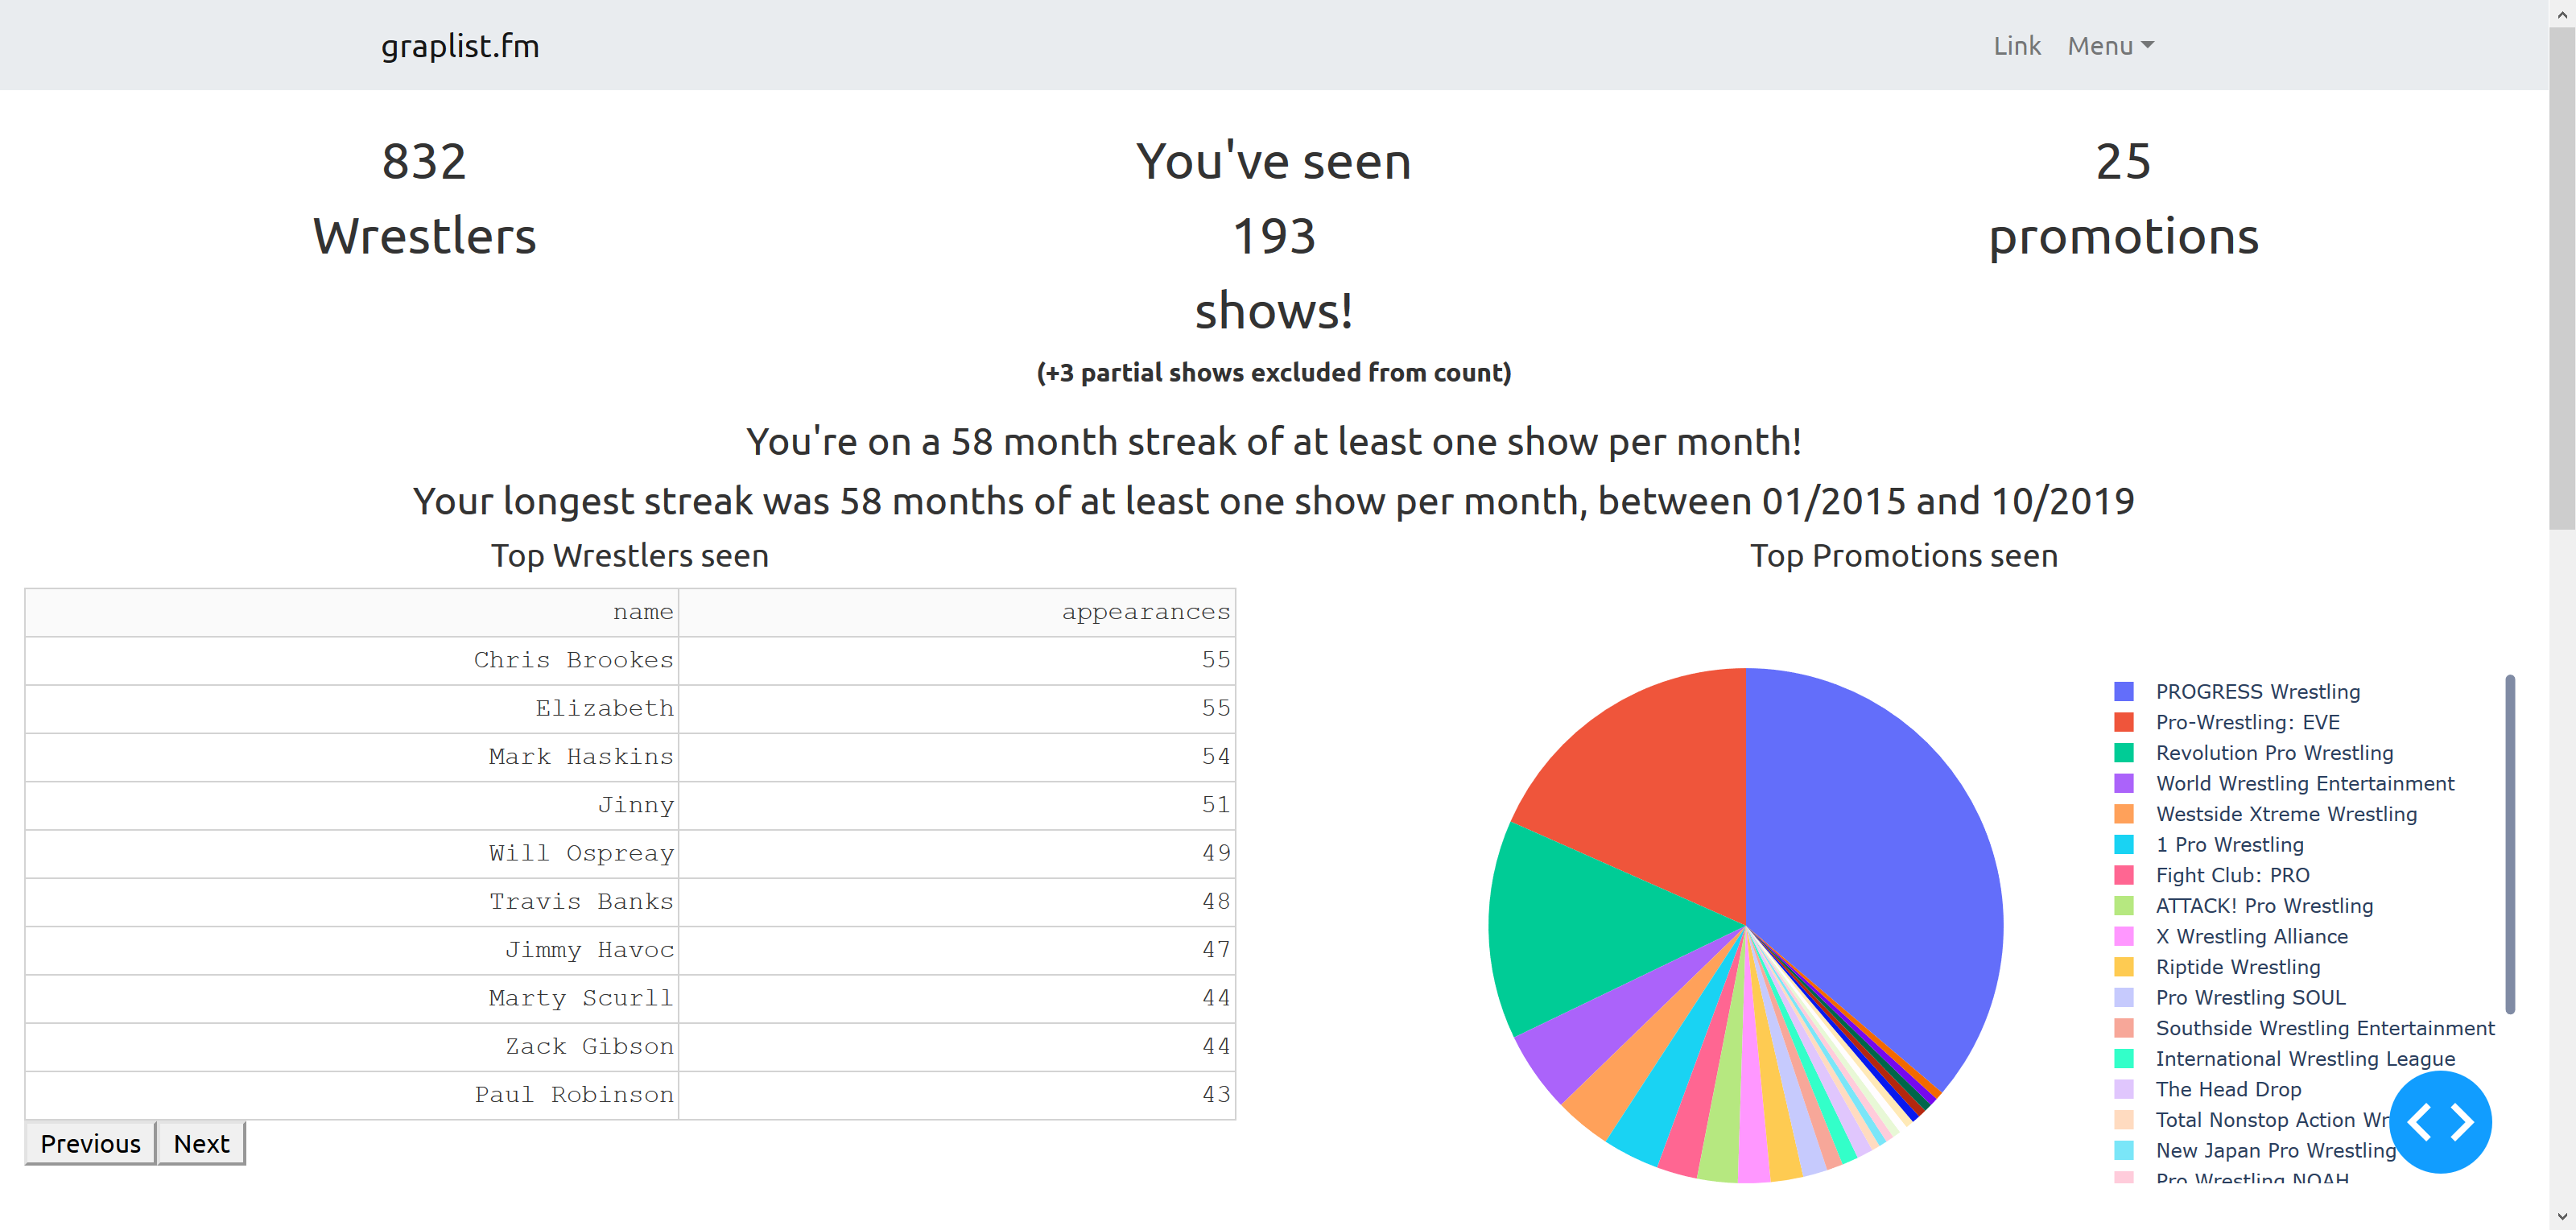 graplist.fm
Link Menu
832
Wrestlers
You've seen
193
shows!
(+3 partial shows excluded from count)
25
promotions
You're on a 58 month streak of at least one show per month!
Your longest streak was 58 months of at least one show per month, between 01/2015 and 10/2019
Top Wrestlers seen
name appearances
Chris Brookes 55
Elizabeth 55
Mark Haskins 54
Jinny 51
Will Ospreay 49
Travis Banks 48
Jimmy Havoc 47
Marty Scurll 44
Zack Gibson 44
Paul Robinson 43
Previous Next
Top Promotions seen
PROGRESS Wrestling
Pro-Wrestling: EVE
Revolution Pro Wrestling
World Wrestling Entertainment
Westside Xtreme Wrestling
1 Pro Wrestling
Fight Club: PRO
ATTACK! Pro Wrestling
X Wrestling Alliance
Riptide Wrestling
Pro Wrestling SOUL
Southside Wrestling Entertainment
International Wrestling League
The Head Drop
Total Nonstop Action Wr
New Japan Pro Wrestling
Pro Wrestling NOAH